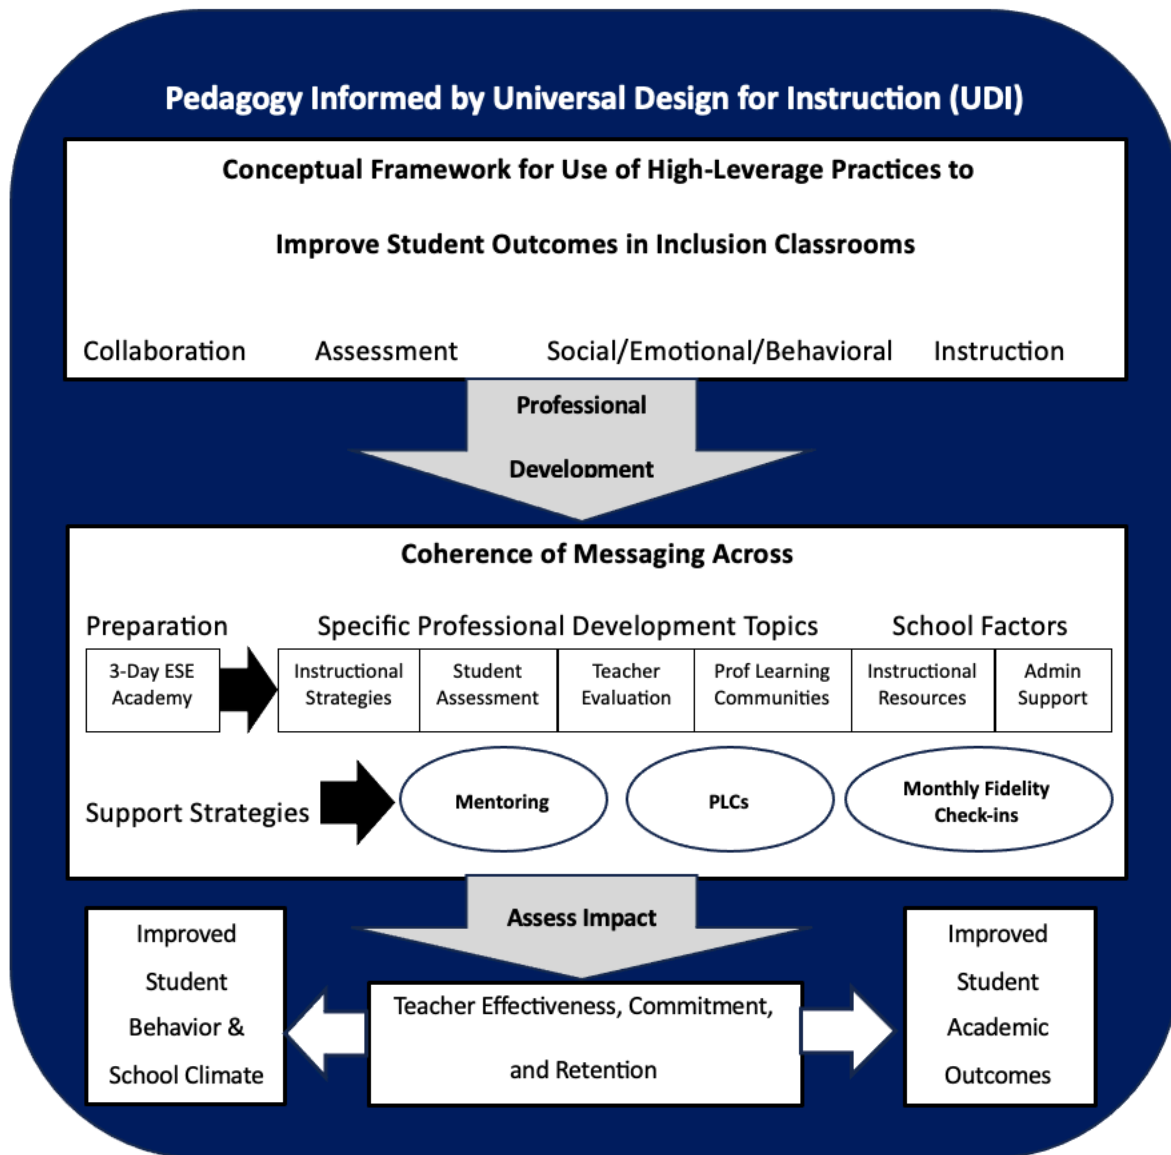 Pedagogy Informed by Universal Design for Instruction (UDI)
Conceptual Framework for Use of High-Leverage Practices to
Improve Student Outcomes in Inclusion Classrooms
Collaboration Assessment Social/Emotional/Behavioral Instruction
Professional
Development
Coherence of Messaging Across
Preparation Specific Professional Development Topics School Factors
3-Day ESE
Academy
Instructional
Strategies
Student
Assessment
Teacher
Evaluation
Prof Learning
Communities
Instructional
Resources
Admin
Support
Support Strategies
Mentoring
PLCs
Monthly Fidelity
Check-ins
Assess Impact
Improved
Student
Behavior &
School Climate
Teacher Effectiveness, Commitment,
and Retention
Improved
Student
Academic
Outcomes